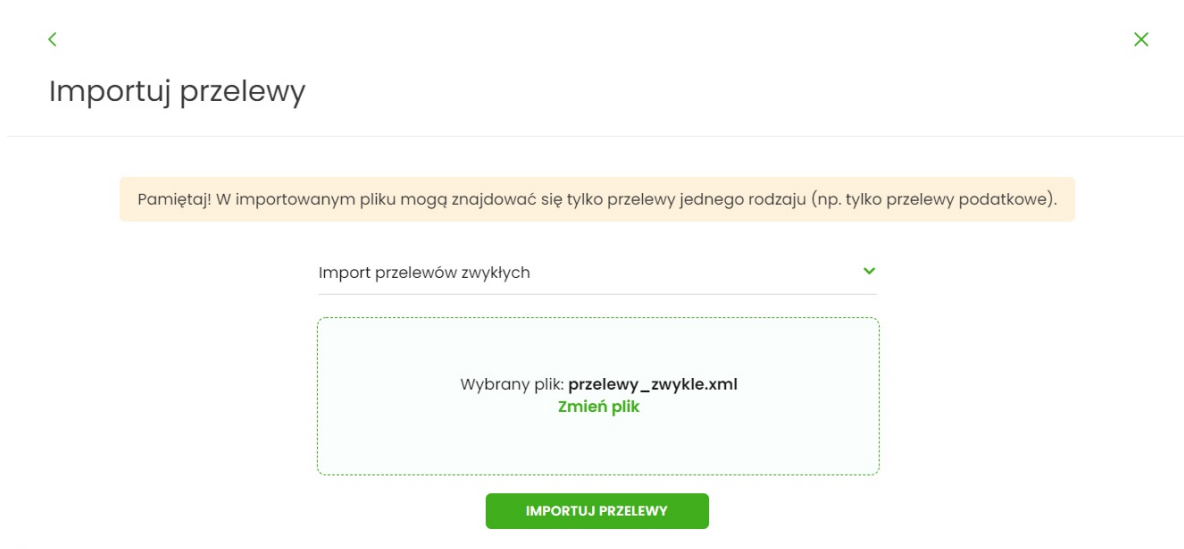 Importuj przelewy
Pamiętaj! W importowanym pliku mogą znajdować się tylko przelewy jednego rodzaju (np. tylko przelewy podatkowe).
Import przelewów zwykłych
Wybrany plik: przelewy_zwykle.xml
Zmień plik
IMPORTUJ PRZELEWY